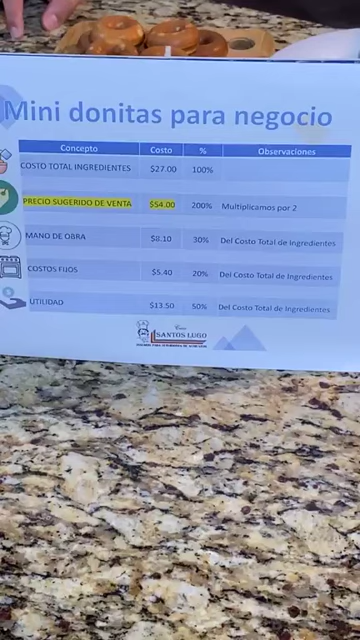 Mini donitas para negocio
Concepto Costo % Observaciones
COSTO TOTAL INGREDIENTES $27.00 100%
PRECIO SUGERIDO DE VENTA $54.00 200% Multiplicamos por 2
MANO DE OBRA $8.10 30% Del Costo Total de Ingredientes
COSTOS FIJOS $5.40 20% Del Costo Total de Ingredientes
UTILIDAD $13.50 50% Del Costo Total de Ingredientes
Casa
SANTOS LUGO